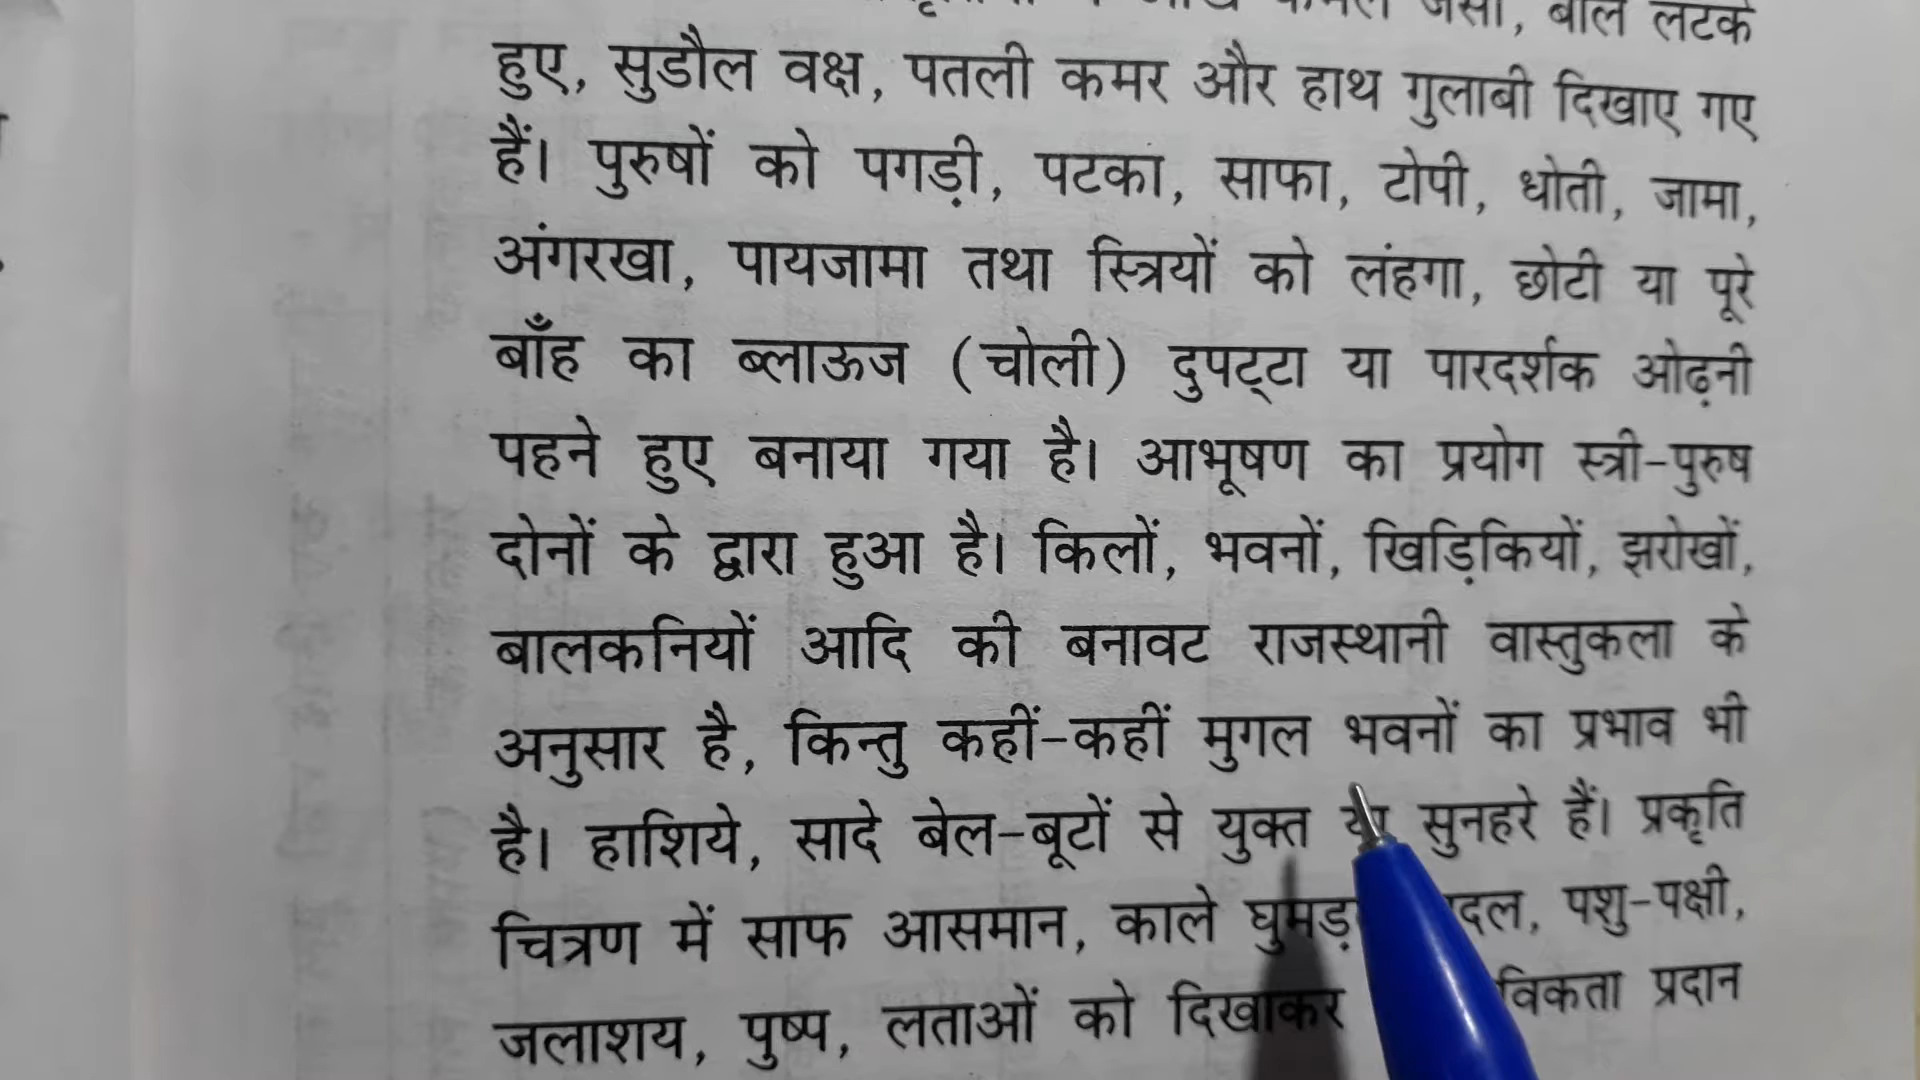 जैसी, बाल लटके
हुए, सुडौल वक्ष, पतली कमर और हाथ गुलाबी दिखाए गए
हैं। पुरुषों को पगड़ी, पटका, साफा, टोपी, धोती, जामा,
अंगरखा, पायजामा तथा स्त्रियों को लंहगा, छोटी या पूरे
बाँह का ब्लाऊज (चोली) दुपट्टा या पारदर्शक ओढ़नी
पहने हुए बनाया गया है। आभूषण का प्रयोग स्त्री-पुरुष
दोनों के द्वारा हुआ है। किलों, भवनों, खिड़िकियों, झरोखों,
बालकनियों आदि की बनावट राजस्थानी वास्तुकला के
अनुसार है, किन्तु कहीं-कहीं मुगल भवनों का प्रभाव भी
है। हाशिये, सादे बेल-बूटों से युक्त या सुनहरे हैं। प्रकृति
चित्रण में साफ आसमान, काले पशु-पक्षी,
जलाशय, पुष्प, लताओं को दिखाकर प्रदान